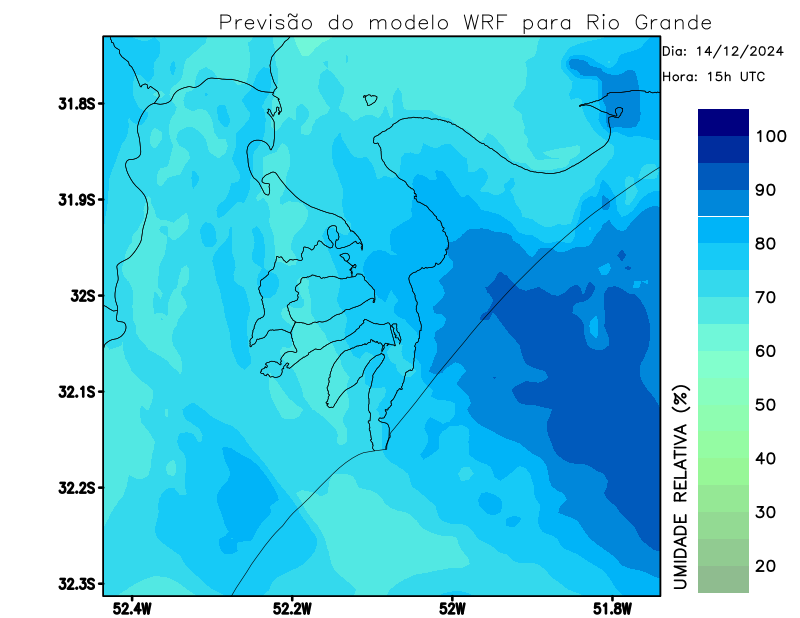 Previsão do modelo WRF para Rio Grande
Dia: 14/12/2024
Hora: 15h UTC
31.8S
31.9S
32S
32.1S
32.2S
32.3S
52.4W
52.2W
52W
51.8W
100
90
80
70
60
50
40
30
20
UMIDADE RELATIVA (%)